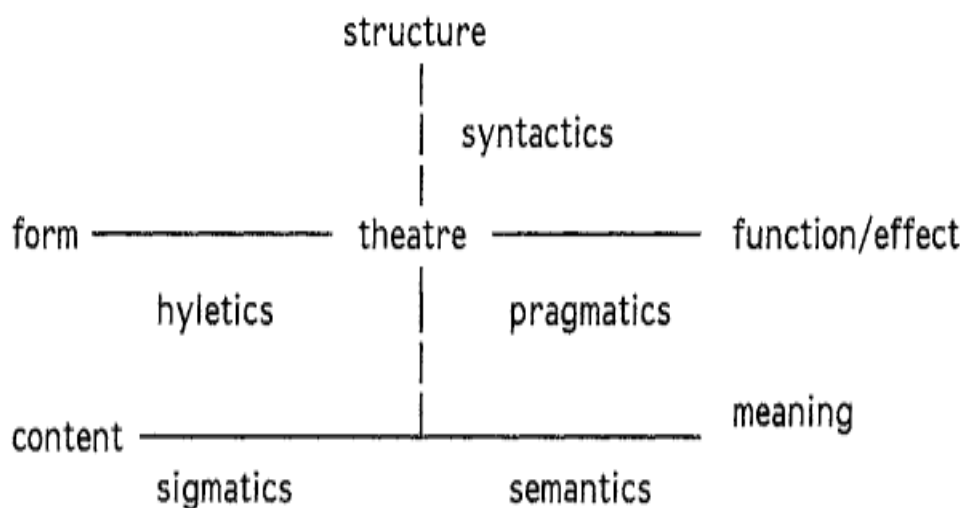 structure
syntactics
form theatre function/effect
hyletics pragmatics
meaning
content
sigmatics semantics